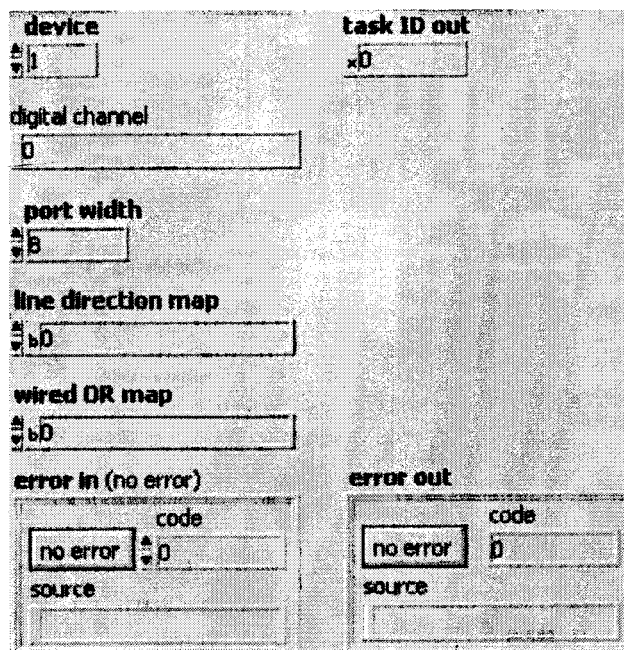 device
1
task ID out
x0
digital channel
0
port width
8
line direction map
b0
wired OR map
b0
error in (no error)
code
no error
0
source
error out
code
no error
0
source